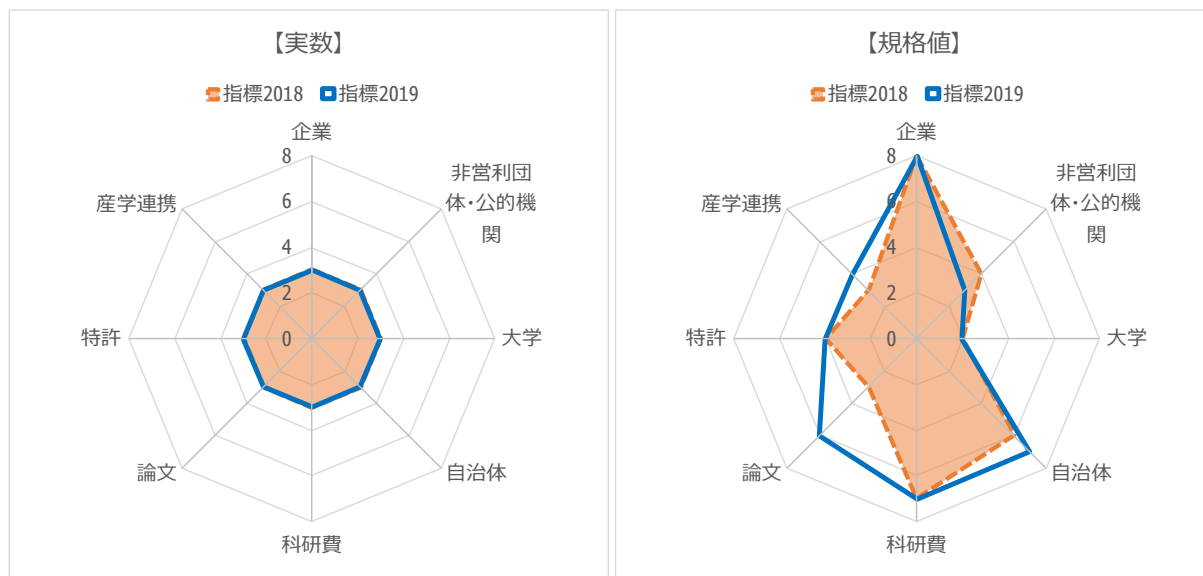 【実数】
指標2018 指標2019
企業
8
6
4
2
0
非営利団
体・公的機
関
大学
自治体
科研費
論文
特許
産学連携
【規格値】
指標2018 指標2019
企業
8
6
4
2
0
非営利団
体・公的機
関
大学
自治体
科研費
論文
特許
産学連携